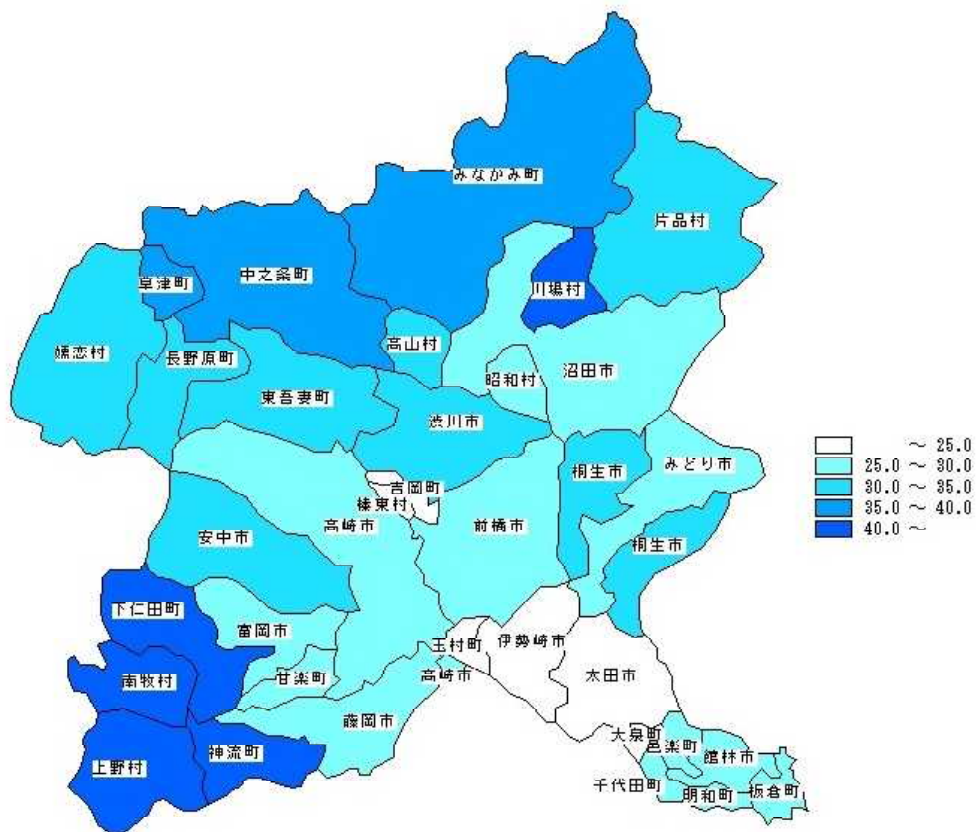 みなかみ町
片品村
中之条町
草津町
川場村
高山村
嬬恋村
長野原町
沼田市
昭和村
東吾妻町
渋川市
桐生市
みどり市
吉岡町
榛東村
高崎市
前橋市
安中市
桐生市
下仁田町
富岡市
玉村町
伊勢崎市
甘楽町
高崎市
太田市
南牧村
藤岡市
大泉町
邑楽町
神流町
館林市
上野村
千代田町
明和町
板倉町
～ 25.0
25.0 ～ 30.0
30.0 ～ 35.0
35.0 ～ 40.0
40.0 ～